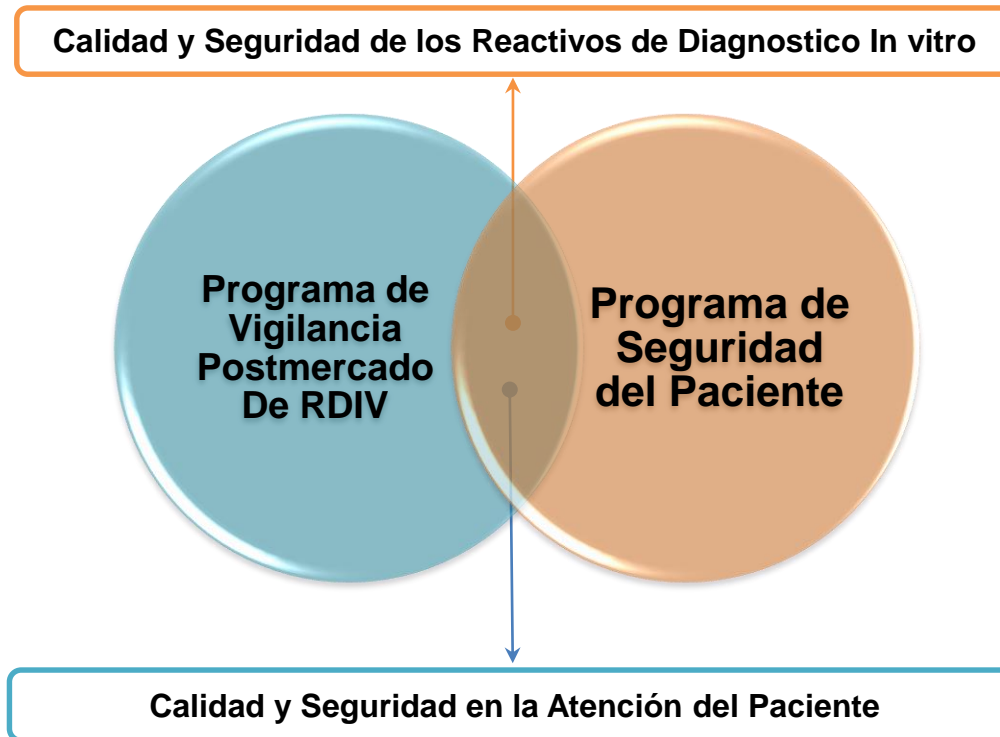 Calidad y Seguridad de los Reactivos de Diagnostico In vitro
Programa de
Vigilancia
Postmercado
De RDIV
Programa de
Seguridad
del Paciente
Calidad y Seguridad en la Atención del Paciente